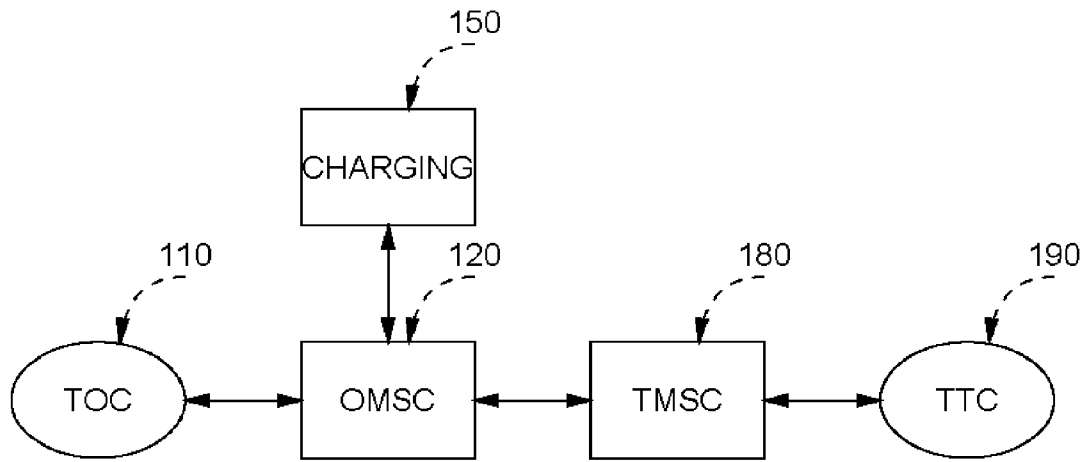 150
CHARGING
110
120
180
190
TOC
OMSC
TMSC
TTC